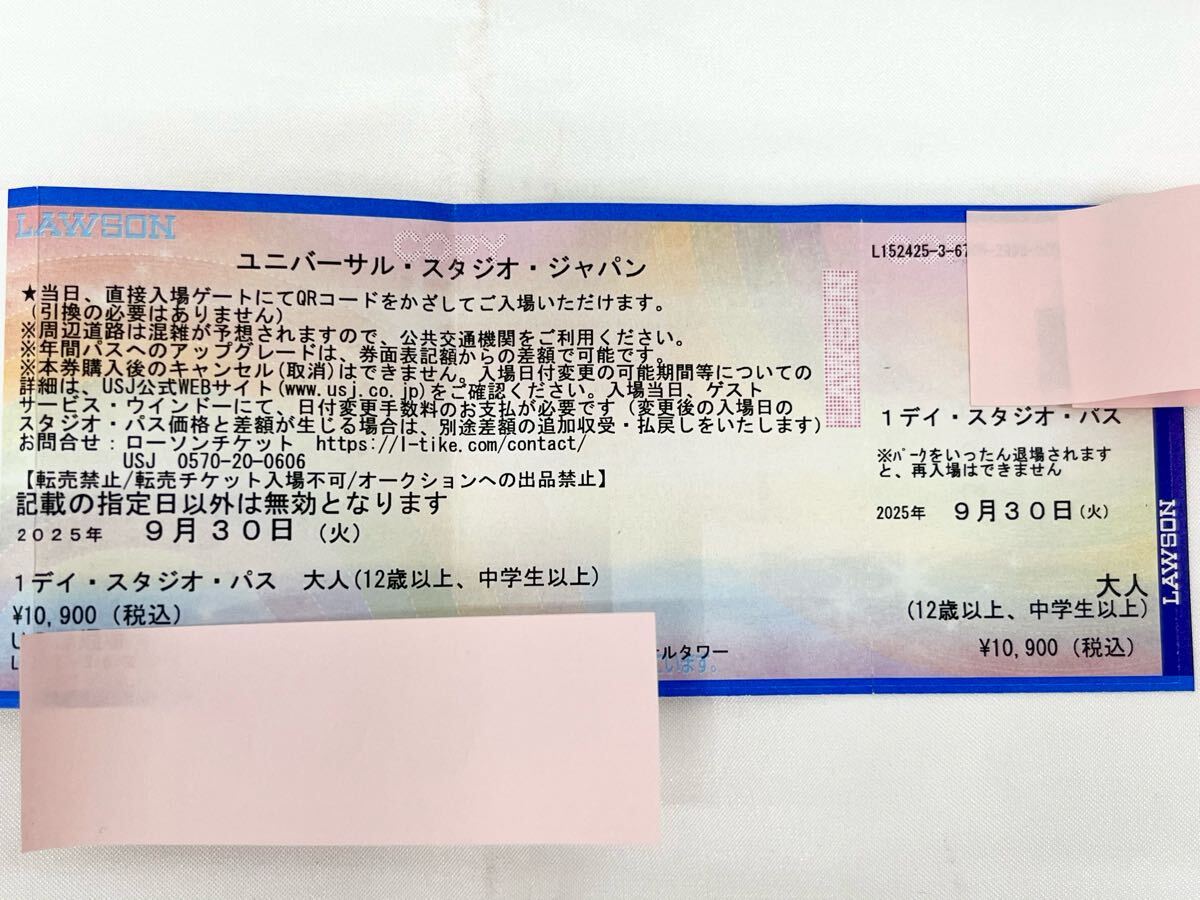 LAWSON
COPY
ユニバーサル・スタジオ・ジャパン
★当日、直接入場ゲートにてQRコードをかざしてご入場いただけます。
(引換の必要はありません)
※周辺道路は混雑が予想されますので、公共交通機関をご利用ください。
※年間パスへのアップグレードは、券面表記額からの差額で可能です。
※本券購入後のキャンセル(取消)はできません。入場日付変更の可能期間等についての
詳細は、USJ公式WEBサイト(www.usj.co.jp)をご確認ください。入場当日、ゲスト
サービス・ウインドーにて、日付変更手数料のお支払が必要です(変更後の入場日の
スタジオ・パス価格と差額が生じる場合は、別途差額の追加収受・払戻しをいたします)
お問合せ:ローソンチケット https://l-tike.com/contact/
USJ 0570-20-0606
【転売禁止/転売チケット入場不可/オークションへの出品禁止】
記載の指定日以外は無効となります
2025年 9月30日 (火)
1デイ・スタジオ・パス 大人(12歳以上、中学生以上)
¥10,900 (税込)
ールタワー
います。
L152425-3-67
1デイ・スタジオ・パス
※パークをいったん退場されます
と、再入場はできません
2025年 9月30日(火)
大人
(12歳以上、中学生以上)
¥10,900 (税込)
LAWSON